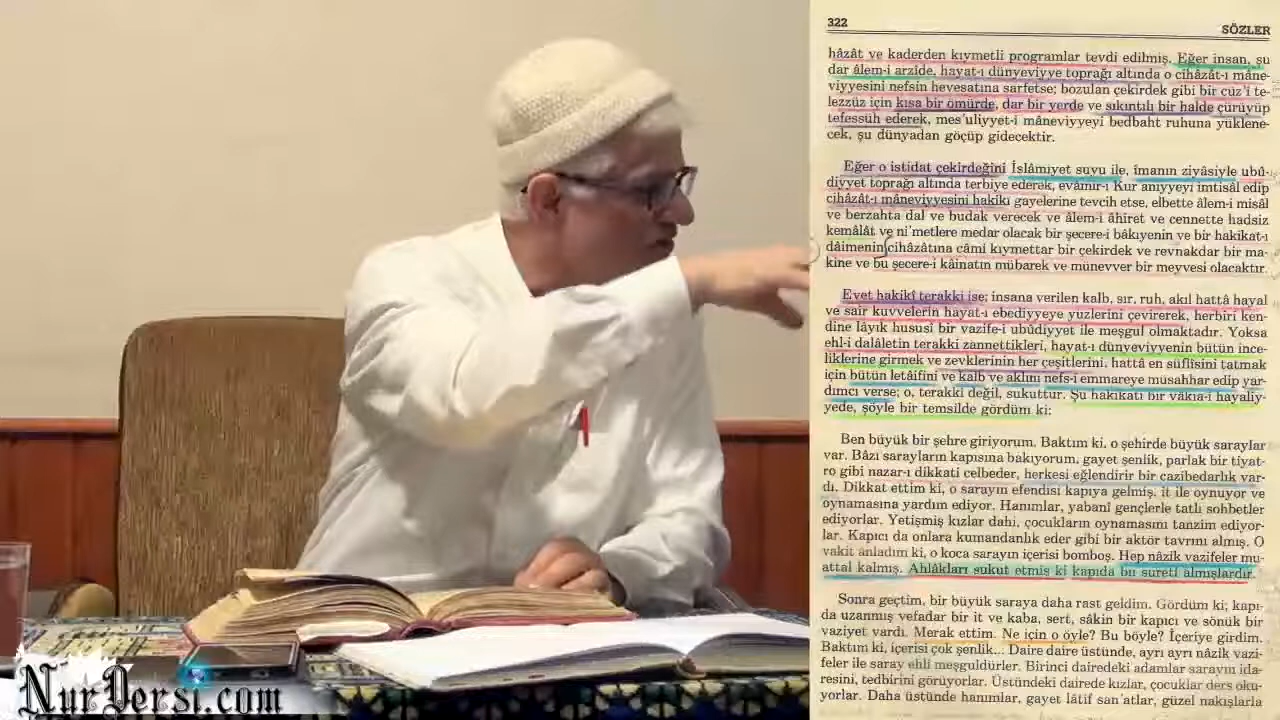 322
SÖZLER
hâzât ve kaderden kıymetli programlar tevdi edilmiş. Eğer insan, şu
dar âlem-i arzide, hayat-ı dünyeviyye toprağı altında o cihâzât-ı mâne-
viyyesini nefsin hevesatına sarfetse; bozulan çekirdek gibi bir cüz'i te-
lezzüz için kısa bir ömürde, dar bir yerde ve sıkıntılı bir halde çürüyüp
tefessüh ederek, mes'uliyyet-i mâneviyyeyi bedbaht ruhuna yüklene-
cek, şu dünyadan göçüp gidecektir.
Eğer o istidat çekirdeğini İslâmiyet suyu ile, imanın ziyâsiyle ubû-
diyyet toprağı altında terbiye ederek, evâmir-i Kur'aniyyeyi imtisâl edip
cihâzât-ı mâneviyyesini hakikî gayelerine tevcih etse, elbette âlem-i misâl
ve berzahta dal ve budak verecek ve âlem-i âhiret ve cennette hadsiz
kemâlât ve ni'metlere medar olacak bir şecere-i bâkıyenin ve bir hakikat-ı
dâimenin cihâzâtına câmi kıymettar bir çekirdek ve revnakdar bir ma-
kine ve bu şecere-i kâinatın mübarek ve münevver bir meyvesi olacaktır.
Evet hakikî terakki ise; insana verilen kalb, sır, ruh, akıl hattâ hayal
ve sair kuvvelerin hayat-ı ebediyyeye yüzlerini çevirerek, herbiri ken-
dine lâyık hususi bir vazife-i ubûdiyyet ile meşgul olmaktadır. Yoksa
ehl-i dalâletin terakki zannettikleri, hayat-ı dünyeviyyenin bütün ince-
liklerine girmek ve zevklerinin her çeşitlerini, hattâ en süflisini tatmak
için bütün letâifini ve kalb ve aklını nefs-i emmareye musahhar edip yar-
dımcı verse; o, terakki değil, sukuttur. Şu hakikatı bir vâkıa-i hayaliy-
yede, şöyle bir temsilde gördüm ki:
Ben büyük bir şehre giriyorum. Baktım ki, o şehirde büyük saraylar
var. Bâzı sarayların kapısına bakıyorum, gayet şenlik, parlak bir tiyat-
ro gibi nazar-ı dikkati celbeder, herkesi eğlendirir bir cazibedarlık var-
dı. Dikkat ettim ki, o sarayın efendisi kapıya gelmiş, it ile oynuyor ve
oynamasına yardım ediyor. Hanımlar, yabani gençlerle tatlı sohbetler
ediyorlar. Yetişmiş kızlar dahi, çocukların oynamasını tanzim ediyor-
lar. Kapıcı da onlara kumandanlık eder gibi bir aktör tavrını almış. O
vakit anladım ki, o koca sarayın içerisi bomboş. Hep nâzik vazifeler mu-
attal kalmış. Ahlâkları sukut etmiş ki kapıda bu sureti almışlardır.
Sonra geçtim, bir büyük saraya daha rast geldim. Gördüm ki; kapı-
da uzanmış vefadar bir it ve kaba, sert, sâkin bir kapıcı ve sönük bir
vaziyet vardı. Merak ettim. Ne için o öyle? Bu böyle? İçeriye girdim.
Baktım ki, içerisi çok şenlik... Daire daire üstünde, ayrı ayrı nâzik vazi-
feler ile saray ehli meşguldürler. Birinci dairedeki adamlar sarayın ida-
resini, tedbirini görüyorlar. Üstündeki dairede kızlar, çocuklar ders oku-
yorlar. Daha üstünde hanımlar, gayet lâtif san'atlar, güzel nakışlarla
NurDersi.com